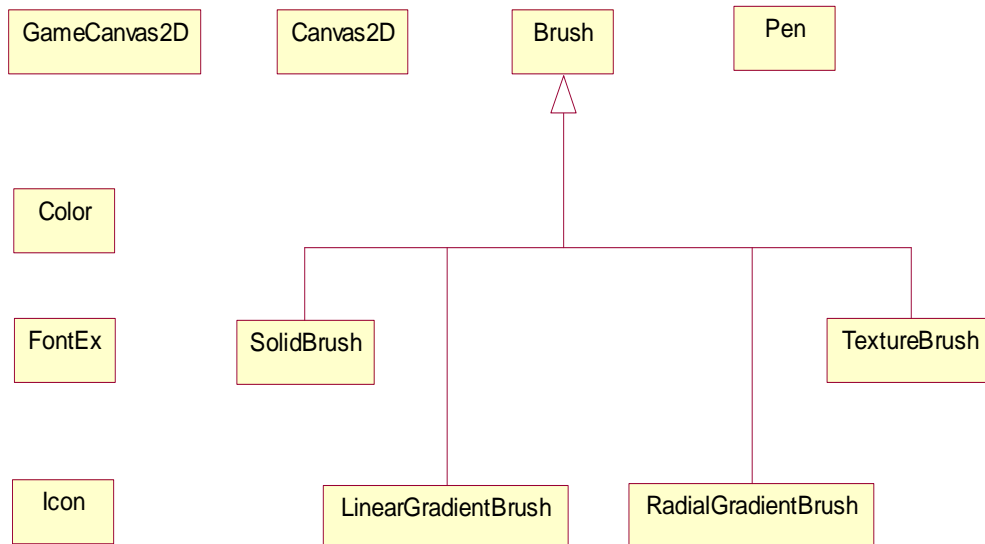 GameCanvas2D
Canvas2D
Brush
Pen
Color
FontEx
SolidBrush
TextureBrush
Icon
LinearGradientBrush
RadialGradientBrush